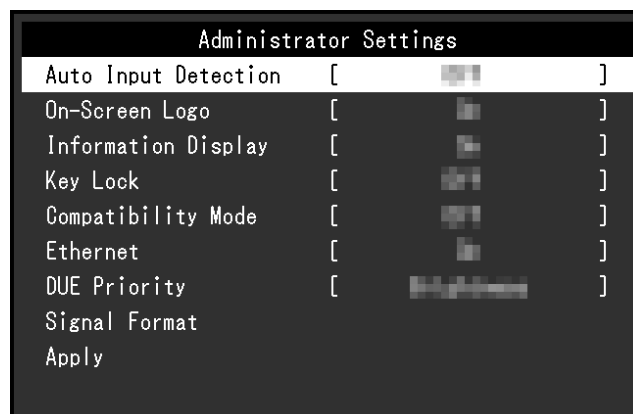 Administrator Settings
Auto Input Detection [ ]
On-Screen Logo [ ]
Information Display [ ]
Key Lock [ ]
Compatibility Mode [ ]
Ethernet [ ]
DUE Priority [ ]
Signal Format
Apply